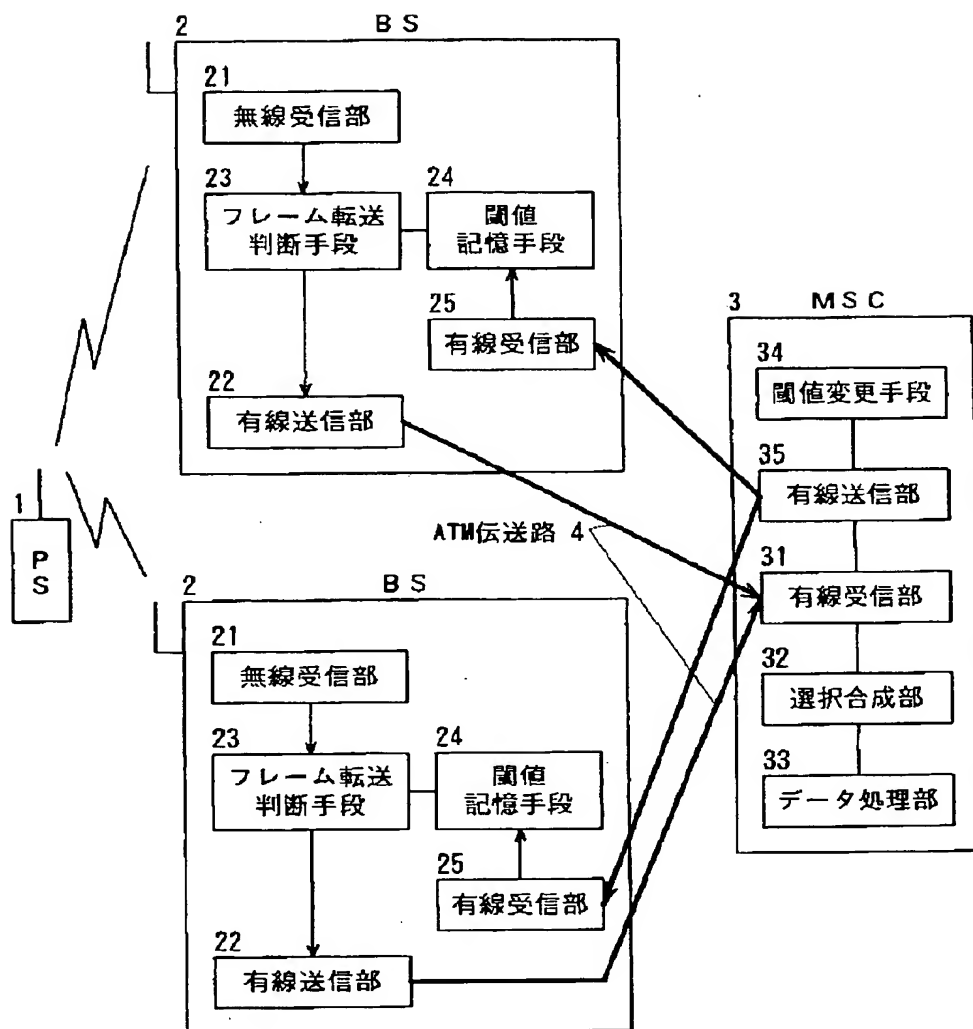 2 BS
21
無線受信部
23
フレーム転送
判断手段
24
閾値
記憶手段
25
有線受信部
22
有線送信部
1
PS
ATM伝送路 4
2 BS
21
無線受信部
23
フレーム転送
判断手段
24
閾値
記憶手段
25
有線受信部
22
有線送信部
3 MSC
34
閾値変更手段
35
有線送信部
31
有線受信部
32
選択合成部
33
データ処理部